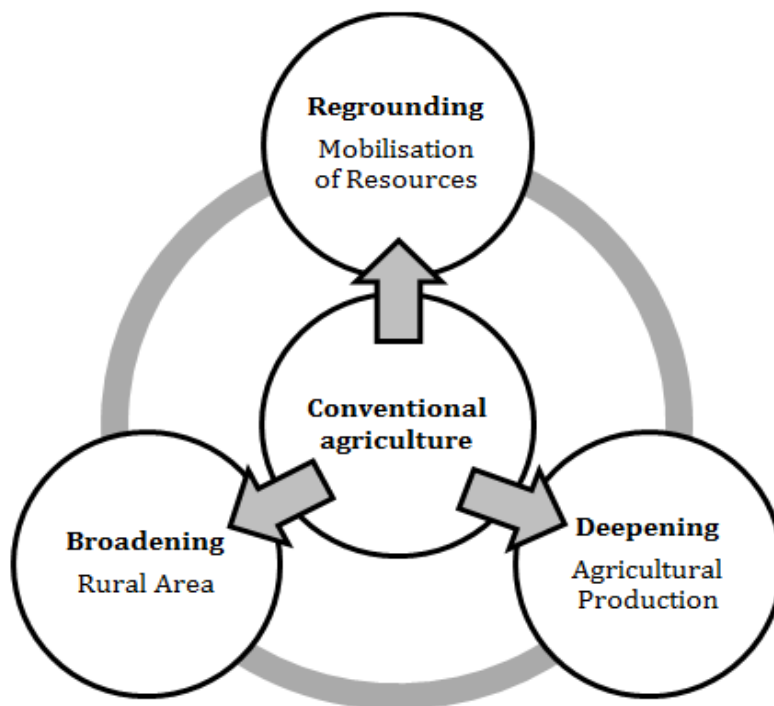 Regrounding
Mobilisation
of Resources
Conventional
agriculture
Broadening
Rural Area
Deepening
Agricultural
Production